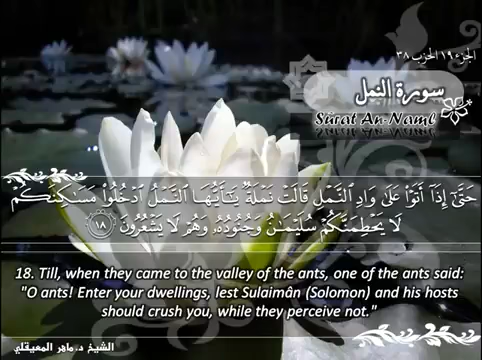 الجزء ١٩ الحزب ٣٨
سورة النمل
Sûrat An-Naml
حَتَّىٰٓ إِذَآ أَتَوْا۟ عَلَىٰ وَادِ ٱلنَّمْلِ قَالَتْ نَمْلَةٌ يَـٰٓأَيُّهَا ٱلنَّمْلُ ٱدْخُلُوا۟ مَسَـٰكِنَكُمْ
لَا يَحْطِمَنَّكُمْ سُلَيْمَـٰنُ وَجُنُودُهُۥ وَهُمْ لَا يَشْعُرُونَ ﴿١٨﴾
18. Till, when they came to the valley of the ants, one of the ants said:
"O ants! Enter your dwellings, lest Sulaimân (Solomon) and his hosts
should crush you, while they perceive not."
الشيخ د. ماهر المعيقلي